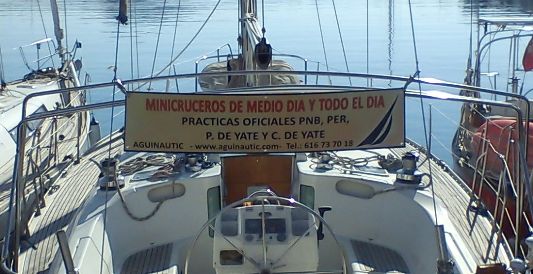 MINICRUCEROS DE MEDIO DIA Y TODO EL DIA
PRACTICAS OFICIALES PNB, PER,
P. DE YATE Y C. DE YATE
AGUINAUTIC - www.aguinautic.com- Tel.: 616 73 70 18